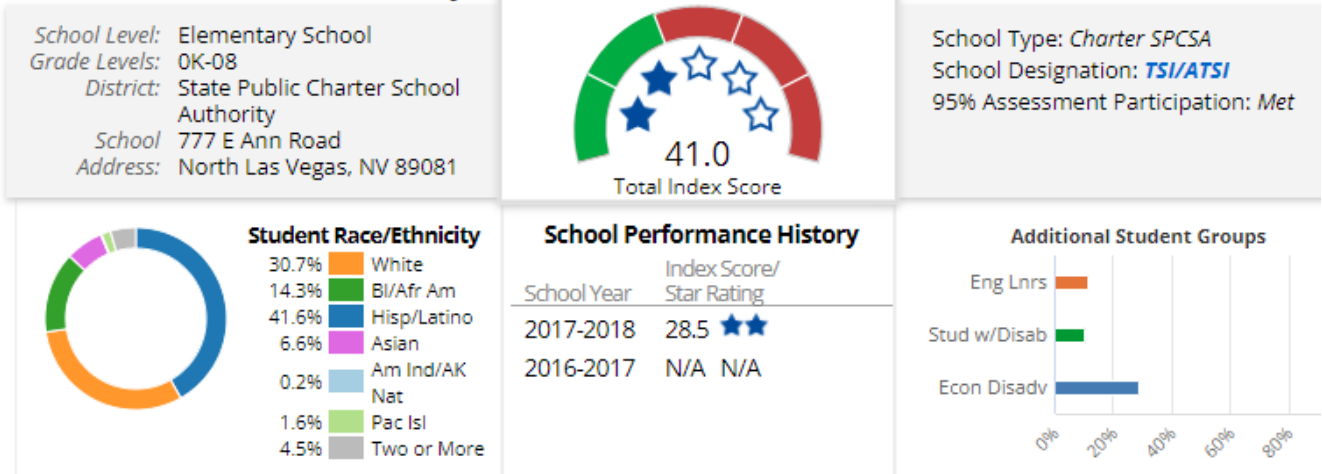 School Level: Elementary School
Grade Levels: 0K-08
District: State Public Charter School
Authority
School 777 E Ann Road
Address: North Las Vegas, NV 89081
41.0
Total Index Score
School Type: Charter SPCSA
School Designation: TSI/ATSI
95% Assessment Participation: Met
Student Race/Ethnicity
30.7% White
14.3% Bl/Afr Am
41.6% Hisp/Latino
6.6% Asian
0.2% Am Ind/AK
Nat
1.6% Pac Isl
4.5% Two or More
School Performance History
School Year Index Score/
Star Rating
2017-2018 28.5
2016-2017 N/A N/A
Additional Student Groups
Eng Lnrs
Stud w/Disab
Econ Disadv
0% 20% 40% 60% 80%